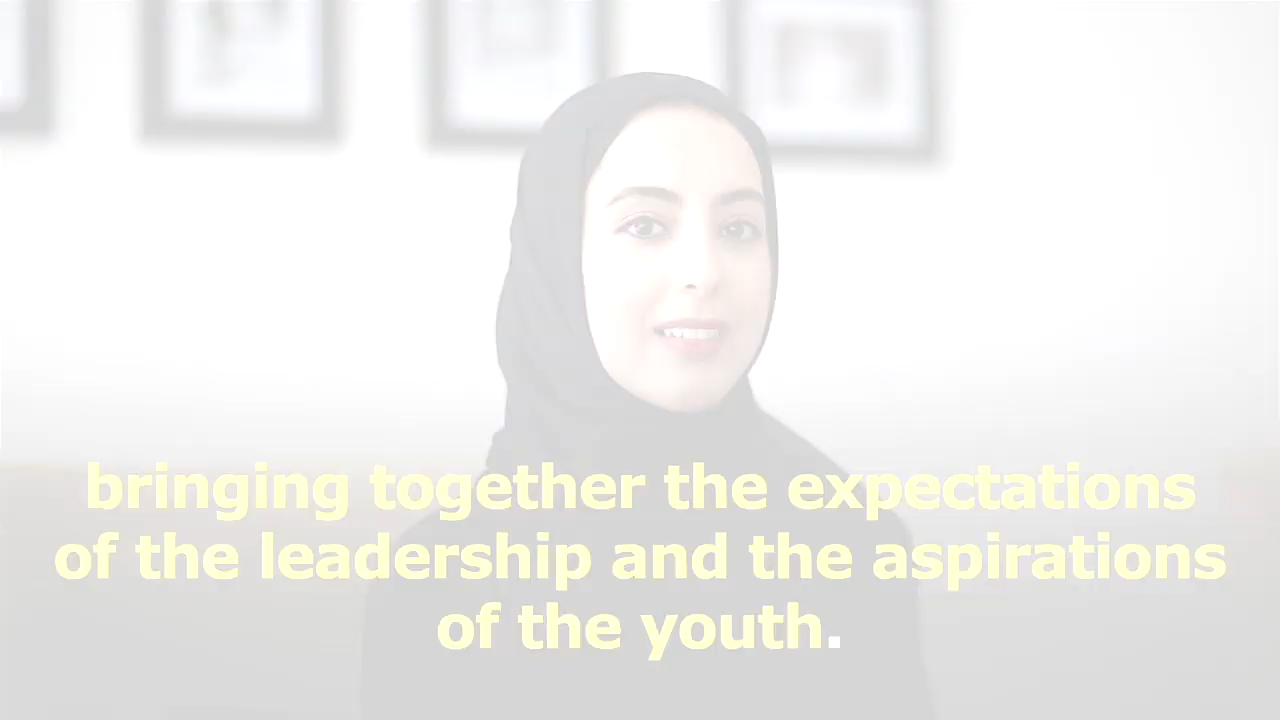 bringing together the expectations
of the leadership and the aspirations
of the youth.